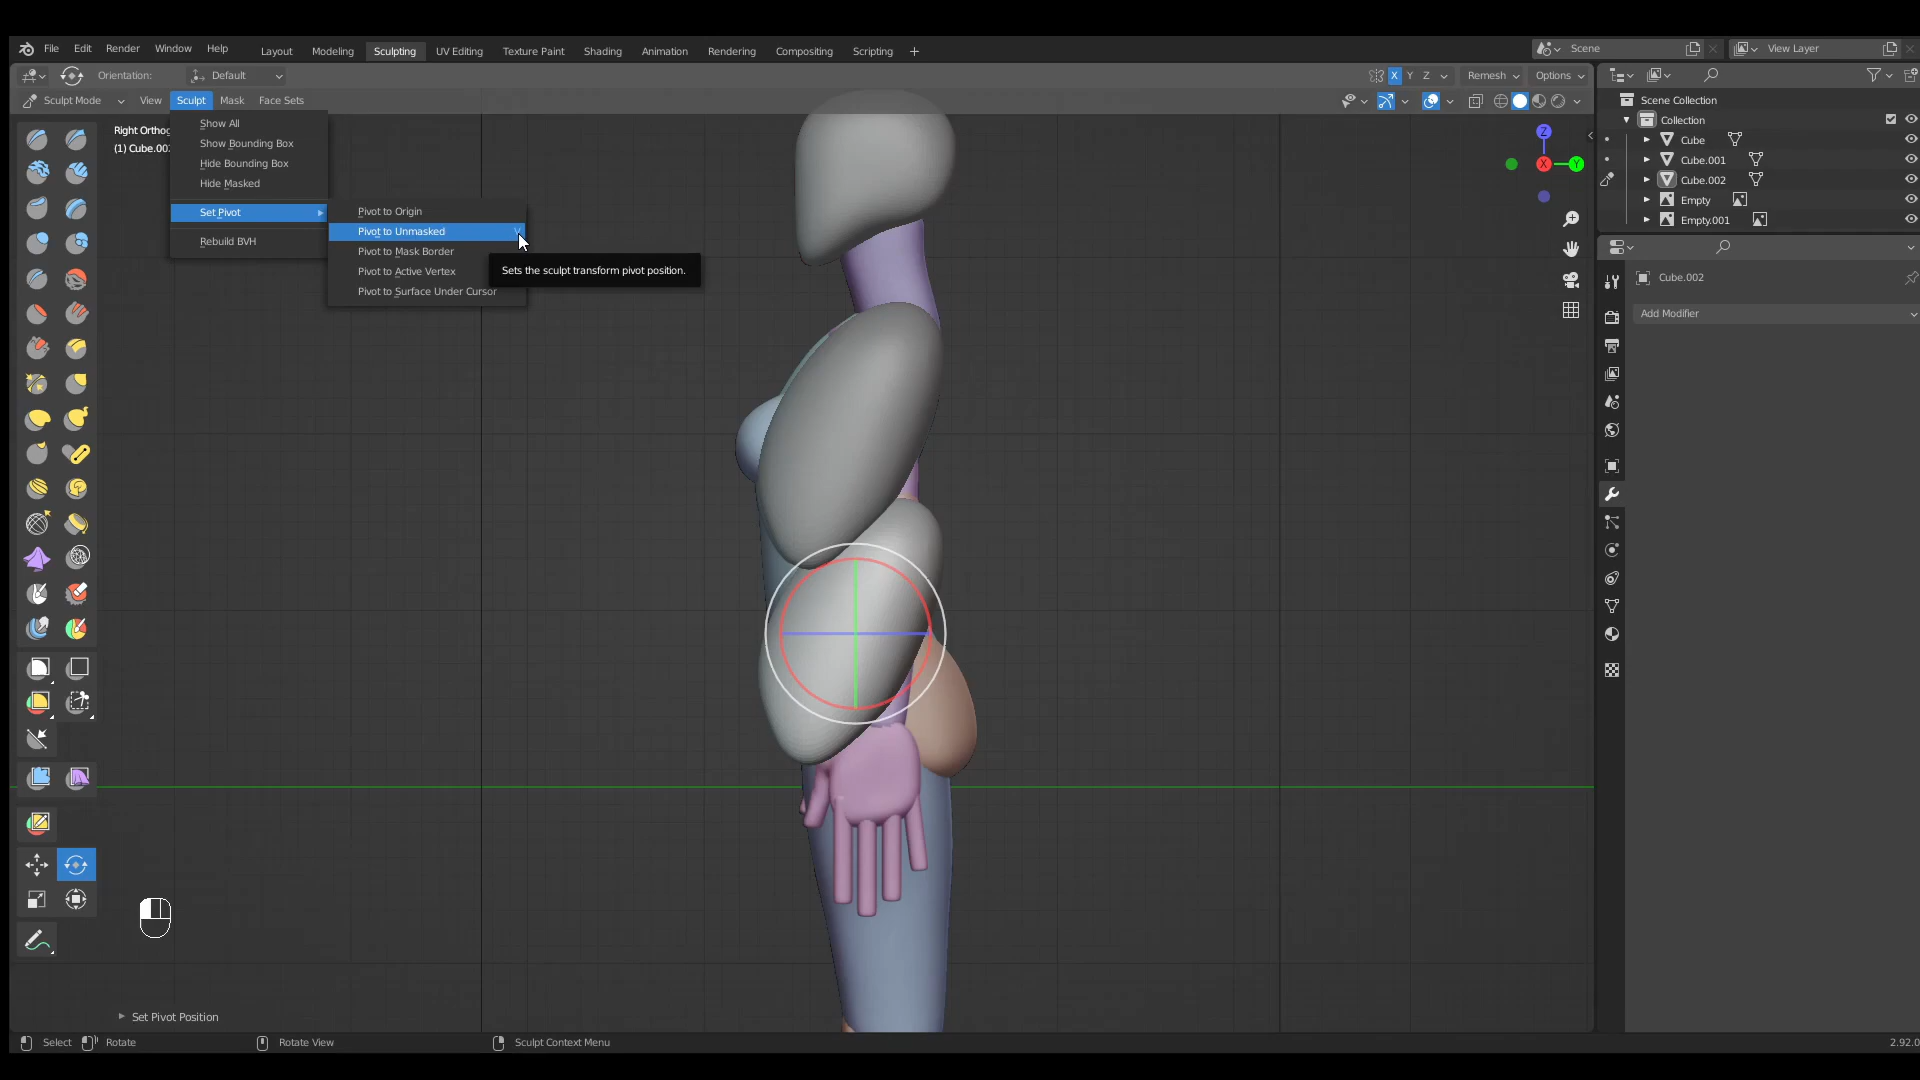 File Edit Render Window Help
Layout Modeling Sculpting UV Editing Texture Paint Shading Animation Rendering Compositing Scripting +
Scene
View Layer
Orientation: Default
X Y Z
Remesh
Options
Sculpt Mode View Sculpt Mask Face Sets
Right Orthog
(1) Cube.00
Show All
Show Bounding Box
Hide Bounding Box
Hide Masked
Set Pivot
Rebuild BVH
Pivot to Origin
Pivot to Unmasked
Pivot to Mask Border
Pivot to Active Vertex
Pivot to Surface Under Cursor
Sets the sculpt transform pivot position.
Z
X
Y
Scene Collection
Collection
Cube
Cube.001
Cube.002
Empty
Empty.001
Cube.002
Add Modifier
Set Pivot Position
Select Rotate Rotate View Sculpt Context Menu
2.92.0